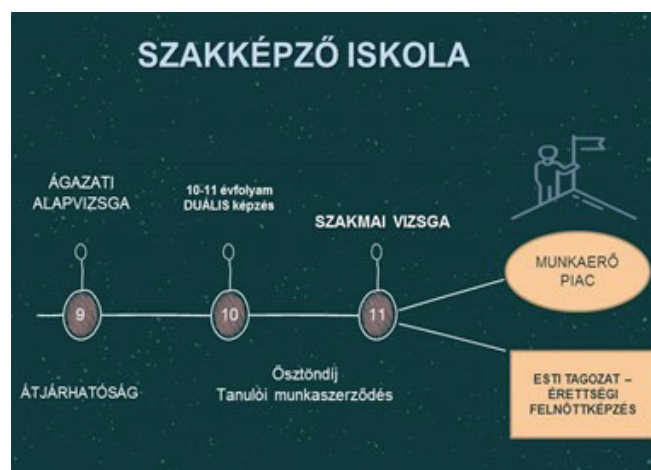 SZAKKÉPZŐ ISKOLA
ÁGAZATI
ALAPVIZSGA
10-11 évfolyam
DUÁLIS képzés
SZAKMAI VIZSGA
MUNKAERŐ
PIAC
9
10
11
ÁTJÁRHATÓSÁG
Ösztöndíj
Tanulói munkaszerződés
ESTI TAGOZAT –
ÉRETTSÉGI
FELNŐTTKÉPZÉS